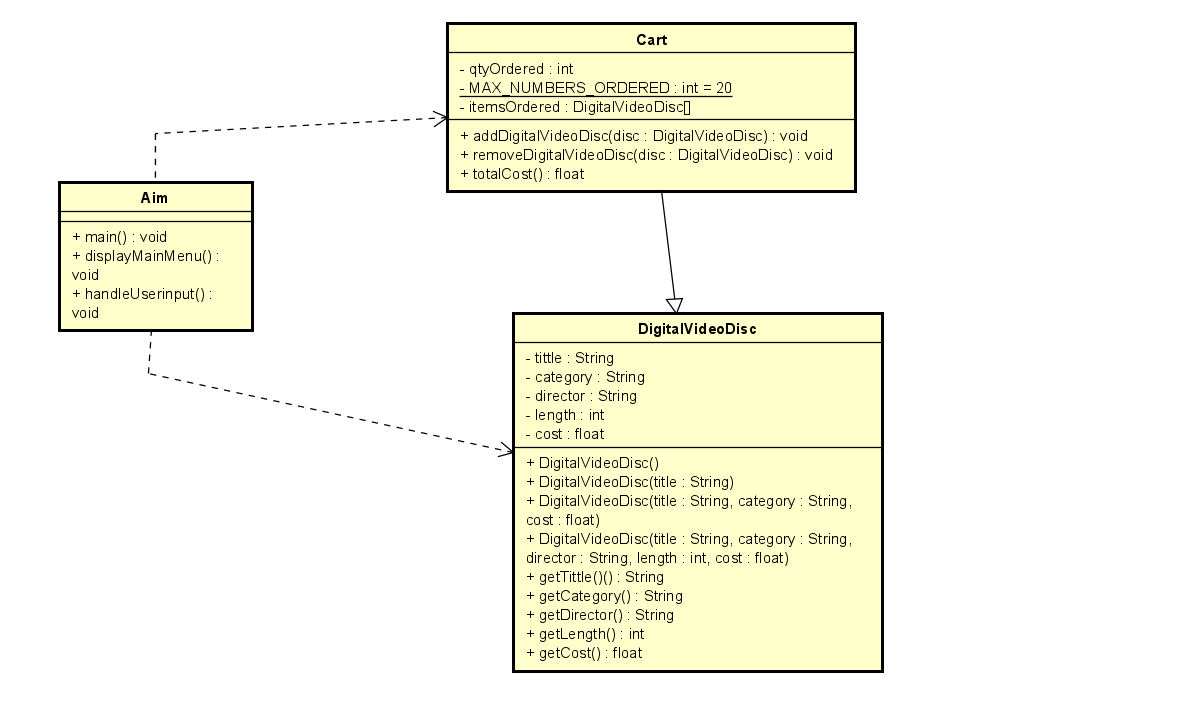 Cart
- qtyOrdered : int
- MAX_NUMBERS_ORDERED : int = 20
- itemsOrdered : DigitalVideoDisc[]
+ addDigitalVideoDisc(disc : DigitalVideoDisc) : void
+ removeDigitalVideoDisc(disc : DigitalVideoDisc) : void
+ totalCost() : float
Aim
+ main() : void
+ displayMainMenu() :
void
+ handleUserinput() :
void
DigitalVideoDisc
- tittle : String
- category : String
- director : String
- length : int
- cost : float
+ DigitalVideoDisc()
+ DigitalVideoDisc(title : String)
+ DigitalVideoDisc(title : String, category : String,
cost : float)
+ DigitalVideoDisc(title : String, category : String,
director : String, length : int, cost : float)
+ getTittle()() : String
+ getCategory() : String
+ getDirector() : String
+ getLength() : int
+ getCost() : float